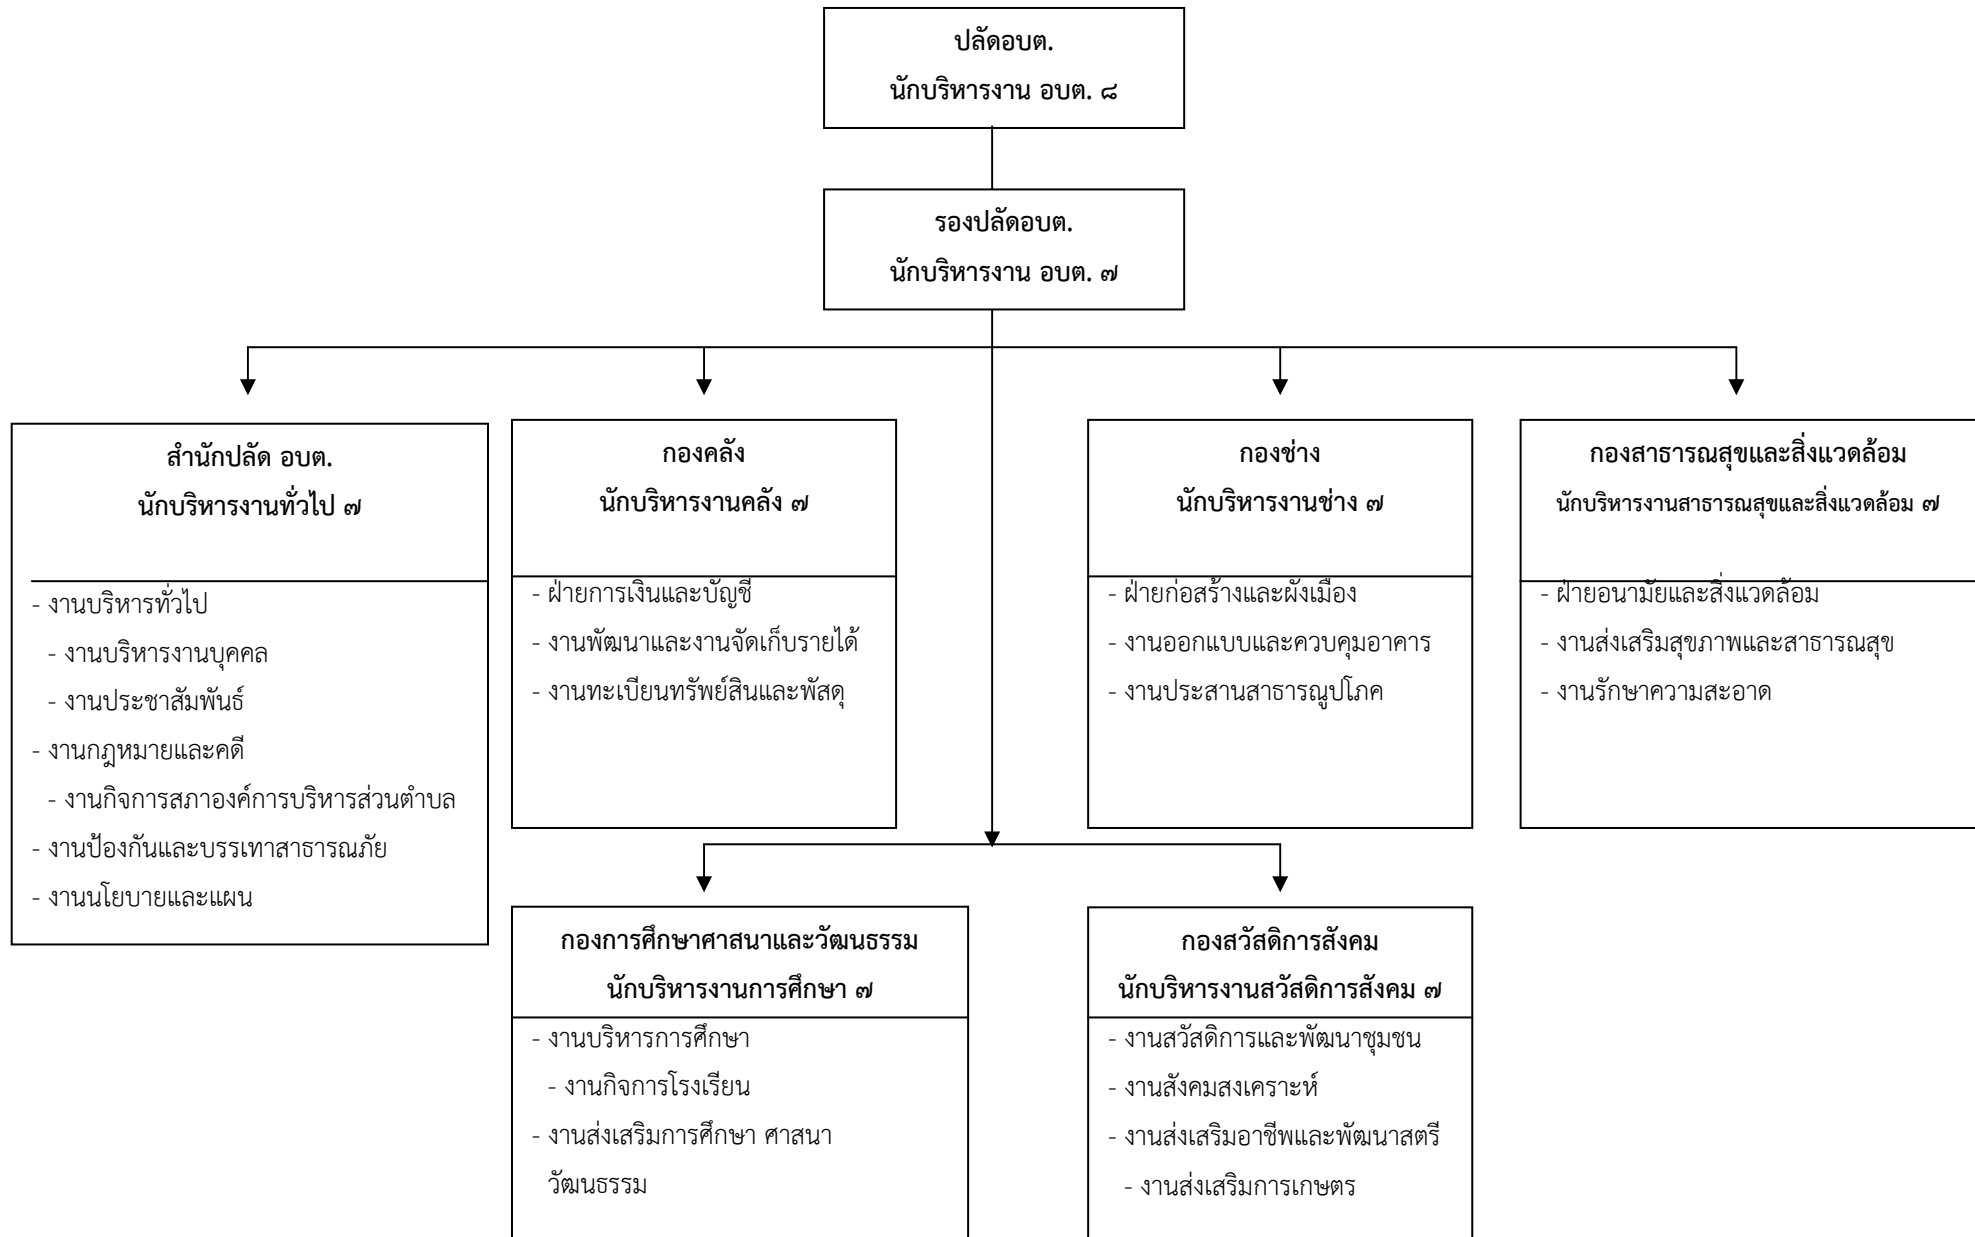 ปลัดอบต.
นักบริหารงาน อบต. ๘
รองปลัดอบต.
นักบริหารงาน อบต. ๗
สำนักปลัด อบต.
นักบริหารงานทั่วไป ๗
- งานบริหารทั่วไป
- งานบริหารงานบุคคล
- งานประชาสัมพันธ์
- งานกฎหมายและคดี
- งานกิจการสภาองค์การบริหารส่วนตำบล
- งานป้องกันและบรรเทาสาธารณภัย
- งานนโยบายและแผน
กองคลัง
นักบริหารงานคลัง ๗
- ฝ่ายการเงินและบัญชี
- งานพัฒนาและงานจัดเก็บรายได้
- งานทะเบียนทรัพย์สินและพัสดุ
กองช่าง
นักบริหารงานช่าง ๗
- ฝ่ายก่อสร้างและผังเมือง
- งานออกแบบและควบคุมอาคาร
- งานประสานสาธารณูปโภค
กองสาธารณสุขและสิ่งแวดล้อม
นักบริหารงานสาธารณสุขและสิ่งแวดล้อม ๗
- ฝ่ายอนามัยและสิ่งแวดล้อม
- งานส่งเสริมสุขภาพและสาธารณสุข
- งานรักษาความสะอาด
กองการศึกษาศาสนาและวัฒนธรรม
นักบริหารงานการศึกษา ๗
- งานบริหารการศึกษา
- งานกิจการโรงเรียน
- งานส่งเสริมการศึกษา ศาสนา
วัฒนธรรม
กองสวัสดิการสังคม
นักบริหารงานสวัสดิการสังคม ๗
- งานสวัสดิการและพัฒนาชุมชน
- งานสังคมสงเคราะห์
- งานส่งเสริมอาชีพและพัฒนาสตรี
- งานส่งเสริมการเกษตร